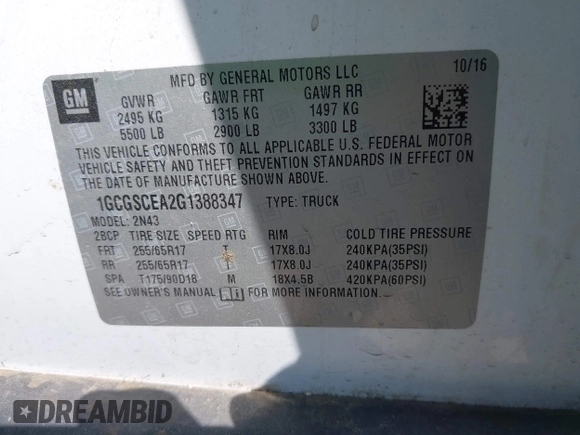 GM
MFD BY GENERAL MOTORS LLC 10/16
GVWR GAWR FRT GAWR RR
2495 KG 1315 KG 1497 KG
5500 LB 2900 LB 3300 LB
THIS VEHICLE CONFORMS TO ALL APPLICABLE U.S. FEDERAL MOTOR
VEHICLE SAFETY AND THEFT PREVENTION STANDARDS IN EFFECT ON
THE DATE OF MANUFACTURE SHOWN ABOVE.
1GCGSCEA2G1388347 TYPE: TRUCK
MODEL: 2N43
2BCP TIRE SIZE SPEED RTG RIM COLD TIRE PRESSURE
FRT 255/65R17 T 17X8.0J 240KPA(35PSI)
RR 255/65R17 T 17X8.0J 240KPA(35PSI)
SPA T175/90D18 M 18X4.5B 420KPA(60PSI)
SEE OWNER'S MANUAL FOR MORE INFORMATION.
DREAMBID